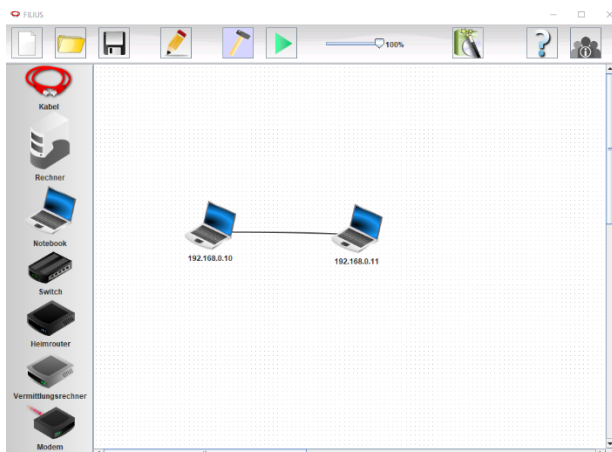 FILIUS
100%
Kabel
Rechner
Notebook
Switch
Heimrouter
Vermittlungsrechner
Modem
192.168.0.10
192.168.0.11